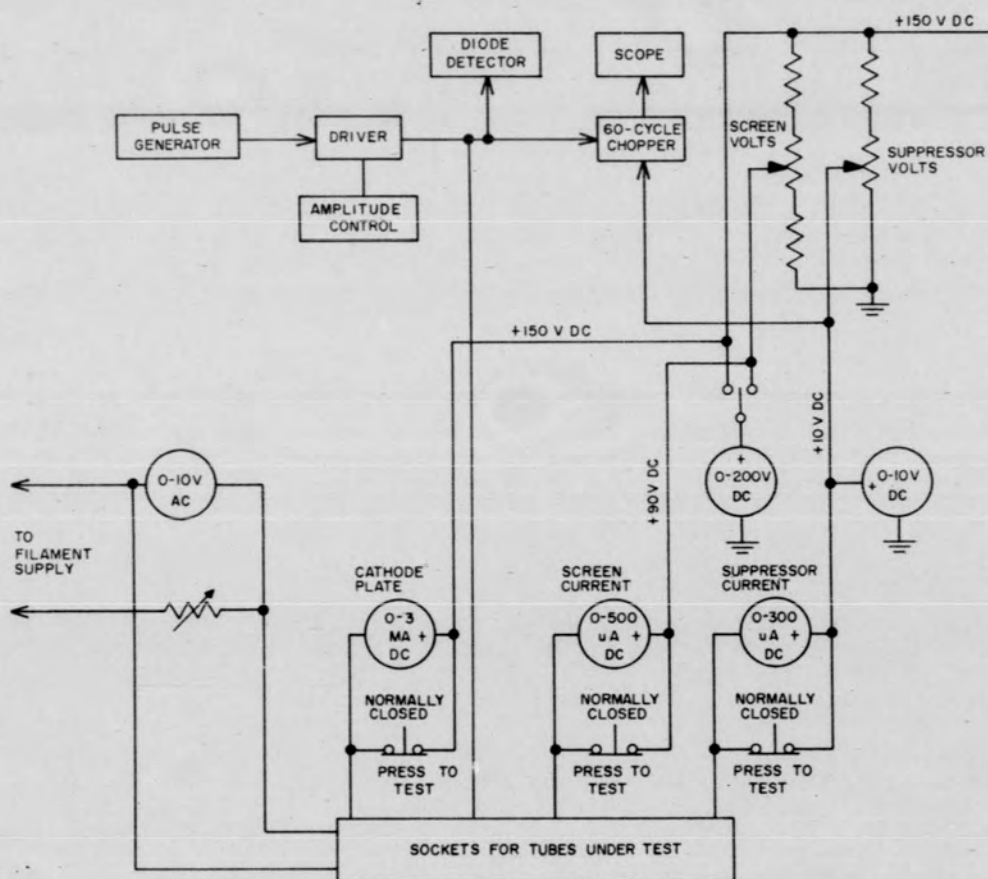 +150 V DC
DIODE
DETECTOR
SCOPE
PULSE
GENERATOR
DRIVER
60-CYCLE
CHOPPER
SCREEN
VOLTS
SUPPRESSOR
VOLTS
AMPLITUDE
CONTROL
+150 V DC
+90V DC
+10V DC
0-10V
AC
+
0-200V
DC
+ 0-10V
DC
TO
FILAMENT
SUPPLY
CATHODE
PLATE
0-3
MA +
DC
SCREEN
CURRENT
0-500
uA +
DC
SUPPRESSOR
CURRENT
0-300
uA +
DC
NORMALLY
CLOSED
PRESS TO
TEST
NORMALLY
CLOSED
PRESS TO
TEST
NORMALLY
CLOSED
PRESS TO
TEST
SOCKETS FOR TUBES UNDER TEST